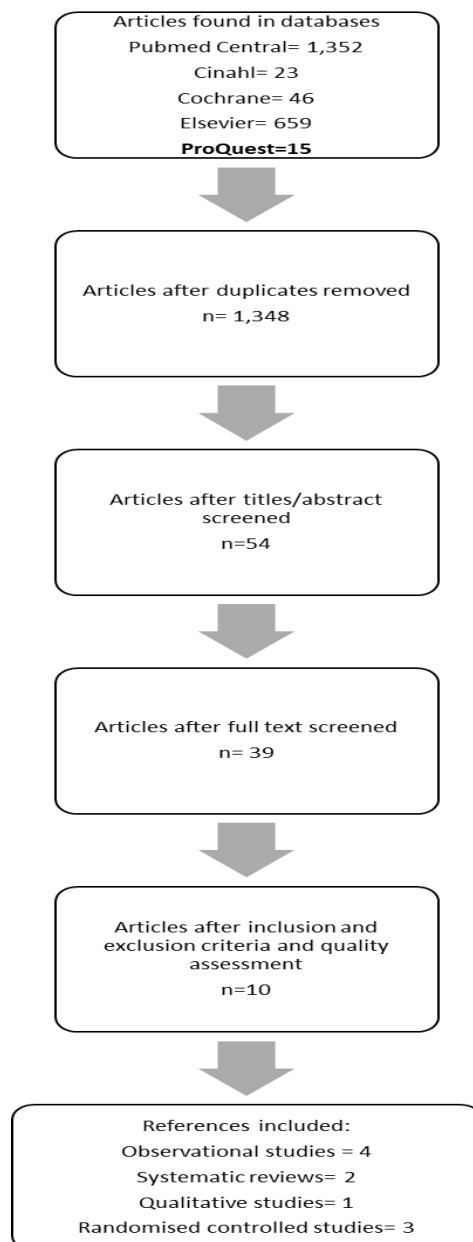 Articles found in databases
Pubmed Central= 1,352
Cinahl= 23
Cochrane= 46
Elsevier= 659
ProQuest=15
Articles after duplicates removed
n= 1,348
Articles after titles/abstract
screened
n=54
Articles after full text screened
n= 39
Articles after inclusion and
exclusion criteria and quality
assessment
n=10
References included:
Observational studies = 4
Systematic reviews= 2
Qualitative studies= 1
Randomised controlled studies= 3